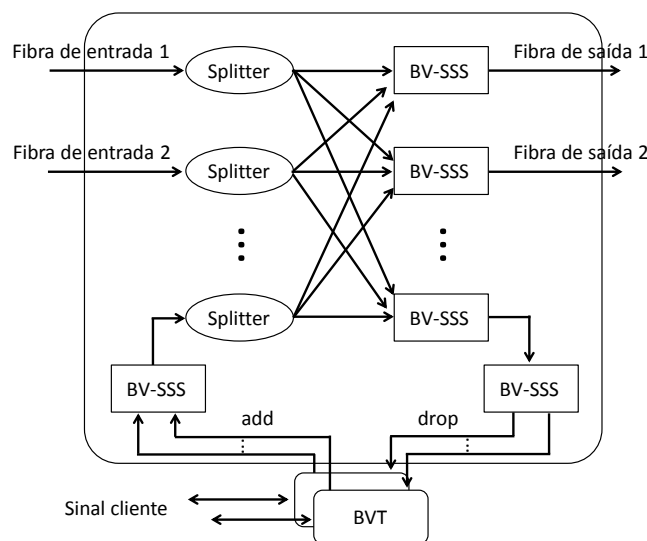 Fibra de entrada 1
Splitter
BV-SSS
Fibra de saída 1
Fibra de entrada 2
Splitter
BV-SSS
Fibra de saída 2
Splitter
BV-SSS
BV-SSS
BV-SSS
add
drop
Sinal cliente
BVT